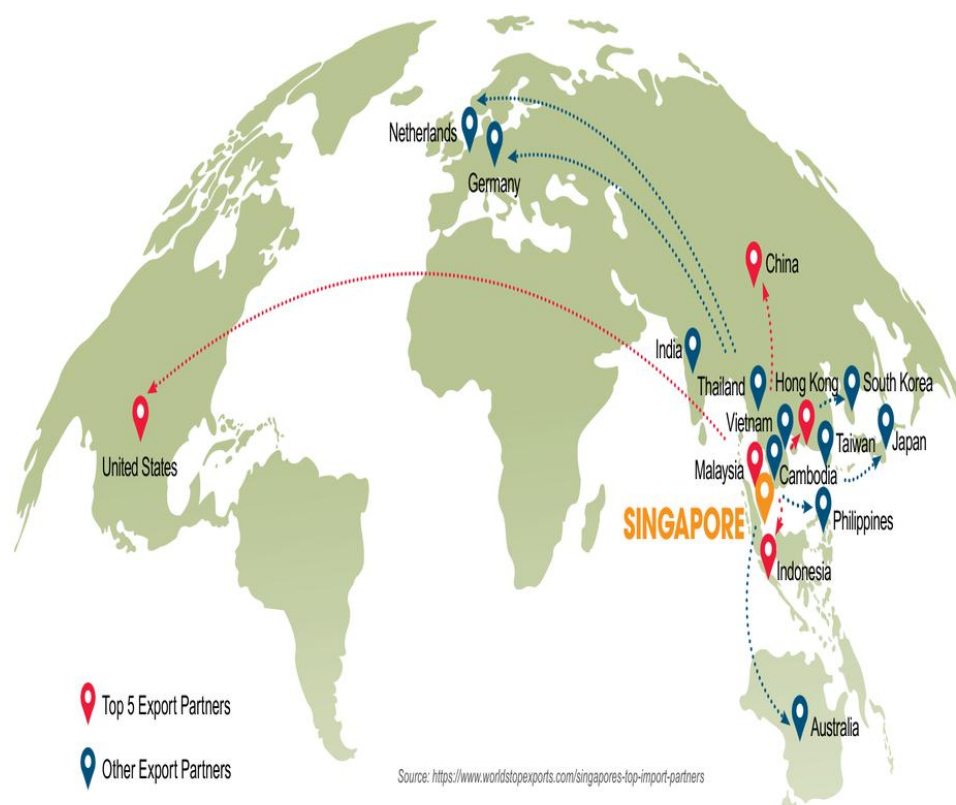 Netherlands
Germany
China
India
Thailand
Hong Kong
South Korea
Vietnam
Taiwan
Japan
United States
Malaysia
Cambodia
SINGAPORE
Philippines
Indonesia
Top 5 Export Partners
Australia
Other Export Partners
Source: https://www.worldstopexports.com/singapores-top-import-partners